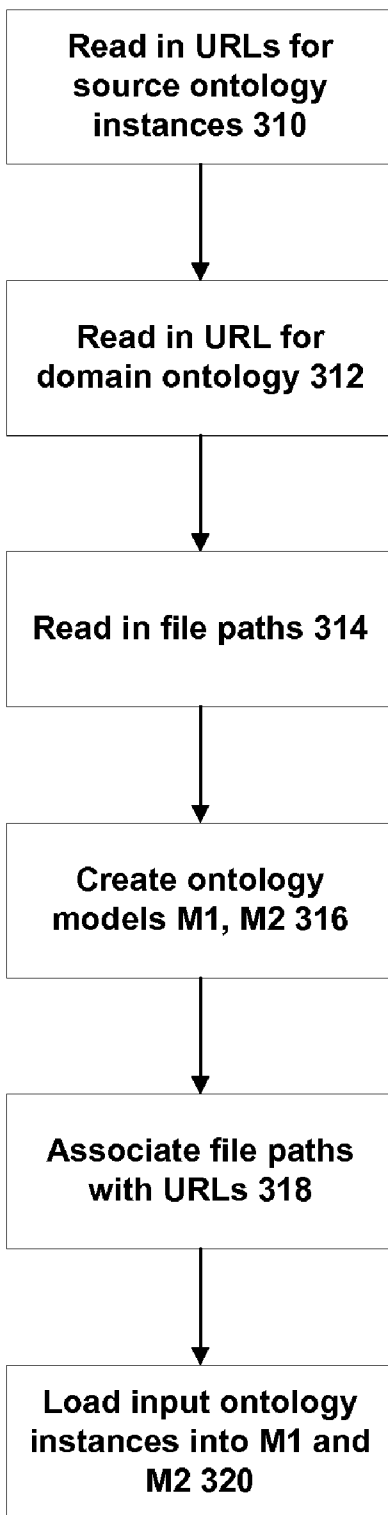 Read in URLs for
source ontology
instances 310
Read in URL for
domain ontology 312
Read in file paths 314
Create ontology
models M1, M2 316
Associate file paths
with URLs 318
Load input ontology
instances into M1 and
M2 320